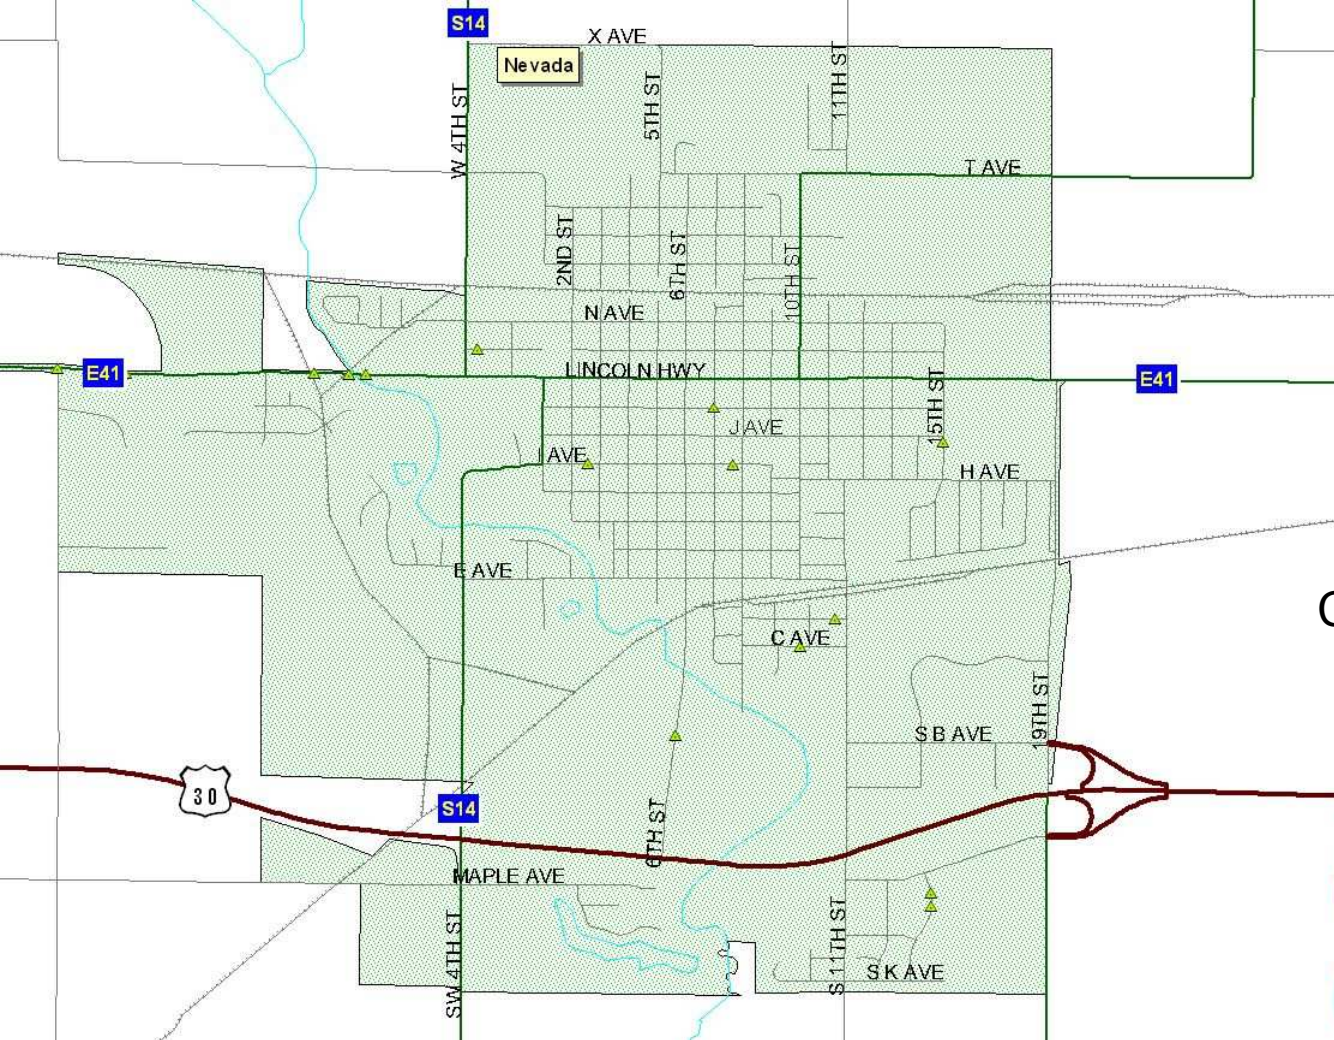 S14
X AVE
Nevada
W 4TH ST
5TH ST
11TH ST
T AVE
2ND ST
6TH ST
10TH ST
N AVE
LINCOLN HWY
E41
E41
15TH ST
J AVE
AVE
H AVE
E AVE
C AVE
19TH ST
S B AVE
30
S14
6TH ST
MAPLE AVE
SW 4TH ST
S 11TH ST
S K AVE